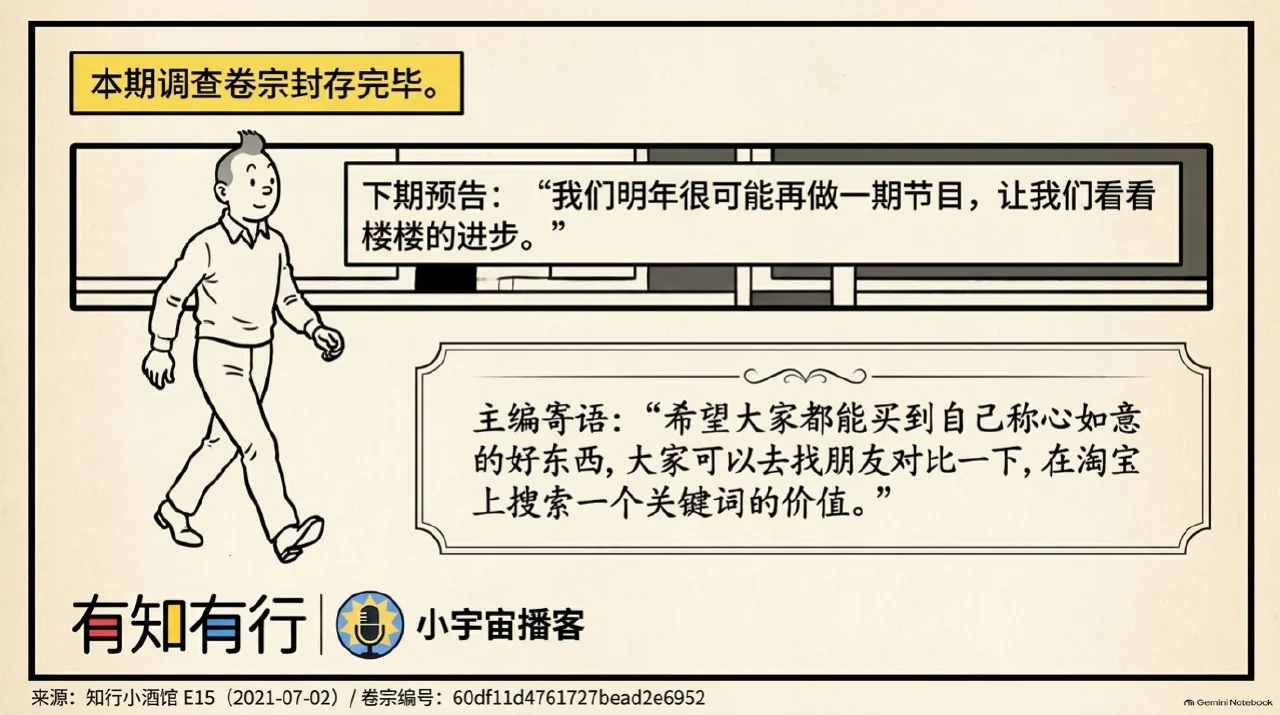 本期调查卷宗封存完毕。
下期预告：“我们明年很可能再做一期节目，让我们看看
楼楼的进步。”
主编寄语：“希望大家都能买到自己称心如意
的好东西，大家可以去找朋友对比一下，在淘宝
上搜索一个关键词的价值。”
有知有行
小宇宙播客
来源：知行小酒馆 E15（2021-07-02）/ 卷宗编号：60df11d4761727bead2e6952
Gemini Notebook